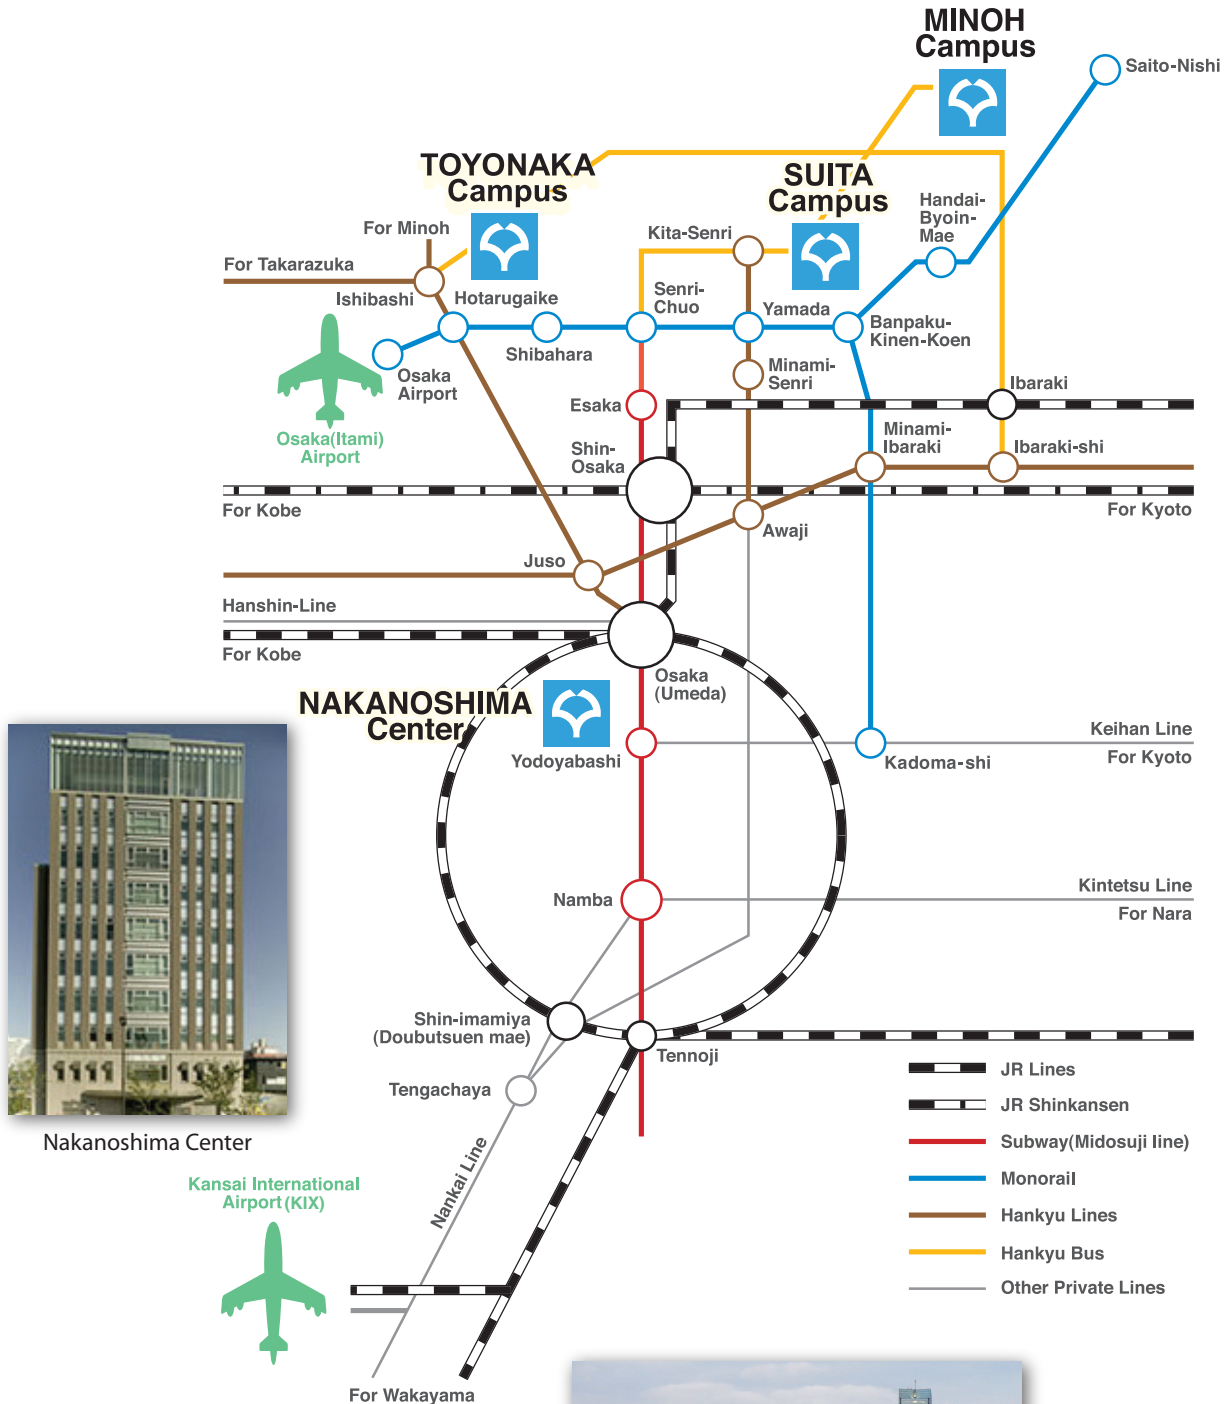 MINOH
Campus
Saito-Nishi
TOYONAKA
Campus
SUITA
Campus
Handai-
Byoin-
Mae
For Minoh
Kita-Senri
For Takarazuka
Ishibashi
Hotarugaike
Senri-
Chuo
Yamada
Banpaku-
Kinen-Koen
Shibahara
Osaka
Airport
Minami-
Senri
Ibaraki
Esaka
Osaka(Itami)
Airport
Shin-
Osaka
Minami-
Ibaraki
Ibaraki-shi
For Kobe
For Kyoto
Awaji
Juso
Hanshin-Line
For Kobe
Osaka
(Umeda)
NAKANOSHIMA
Center
Yodoyabashi
Kadoma-shi
Keihan Line
For Kyoto
Namba
Kintetsu Line
For Nara
Shin-imamiya
(Doubutsuen mae)
Tennoji
Tengachaya
Nankai Line
Nakanoshima Center
Kansai International
Airport (KIX)
For Wakayama
JR Lines
JR Shinkansen
Subway(Midosuji line)
Monorail
Hankyu Lines
Hankyu Bus
Other Private Lines